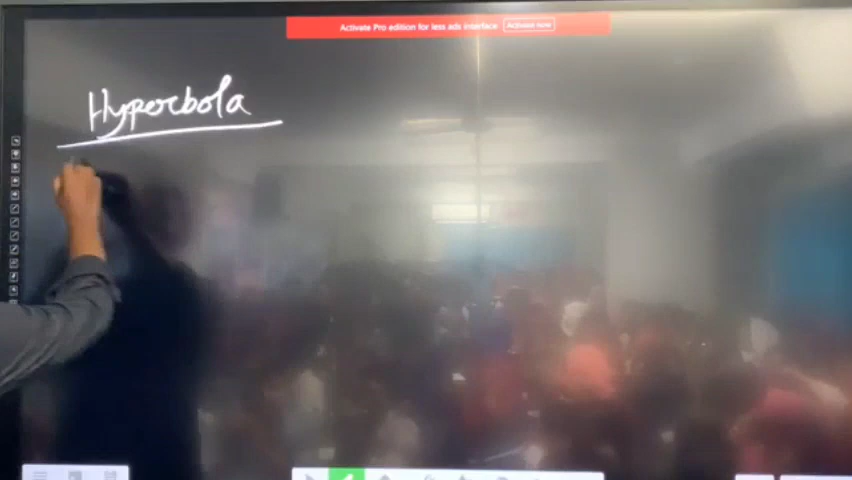 Activate Pro edition for less ads interface Activate now
Hyperbola